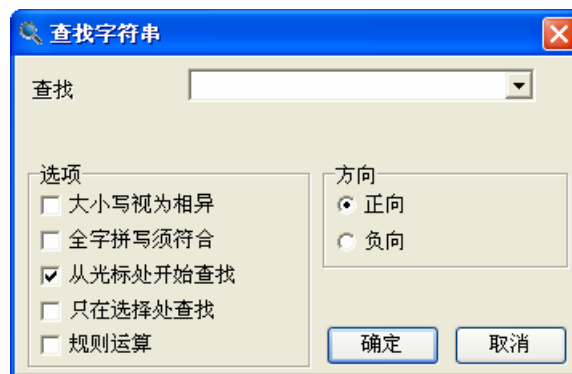 查找字符串
查找
选项
大小写视为相异
全字拼写须符合
从光标处开始查找
只在选择处查找
规则运算
方向
正向
负向
确定
取消